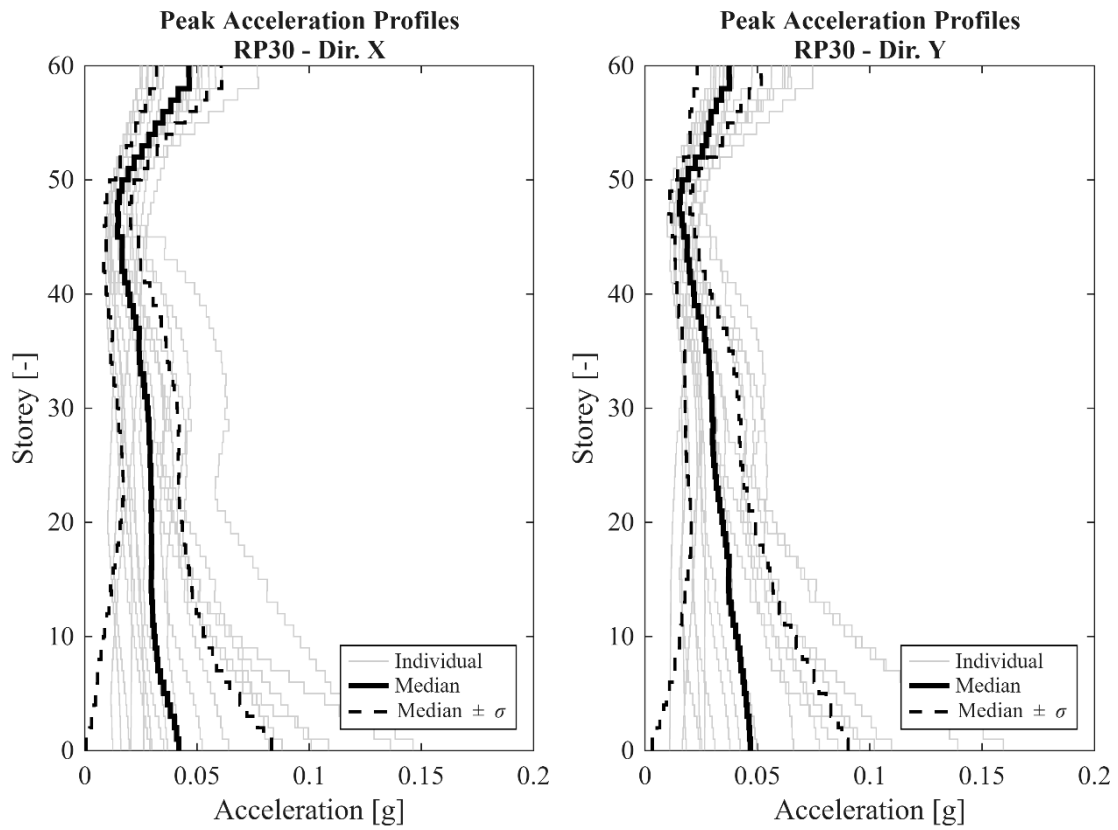 Peak Acceleration Profiles
RP30 - Dir. X
60
50
40
30
20
10
0
Storey [-]
0
0.05
0.1
0.15
0.2
Acceleration [g]
Individual
Median
Median ± σ
Peak Acceleration Profiles
RP30 - Dir. Y
60
50
40
30
20
10
0
Storey [-]
0
0.05
0.1
0.15
0.2
Acceleration [g]
Individual
Median
Median ± σ